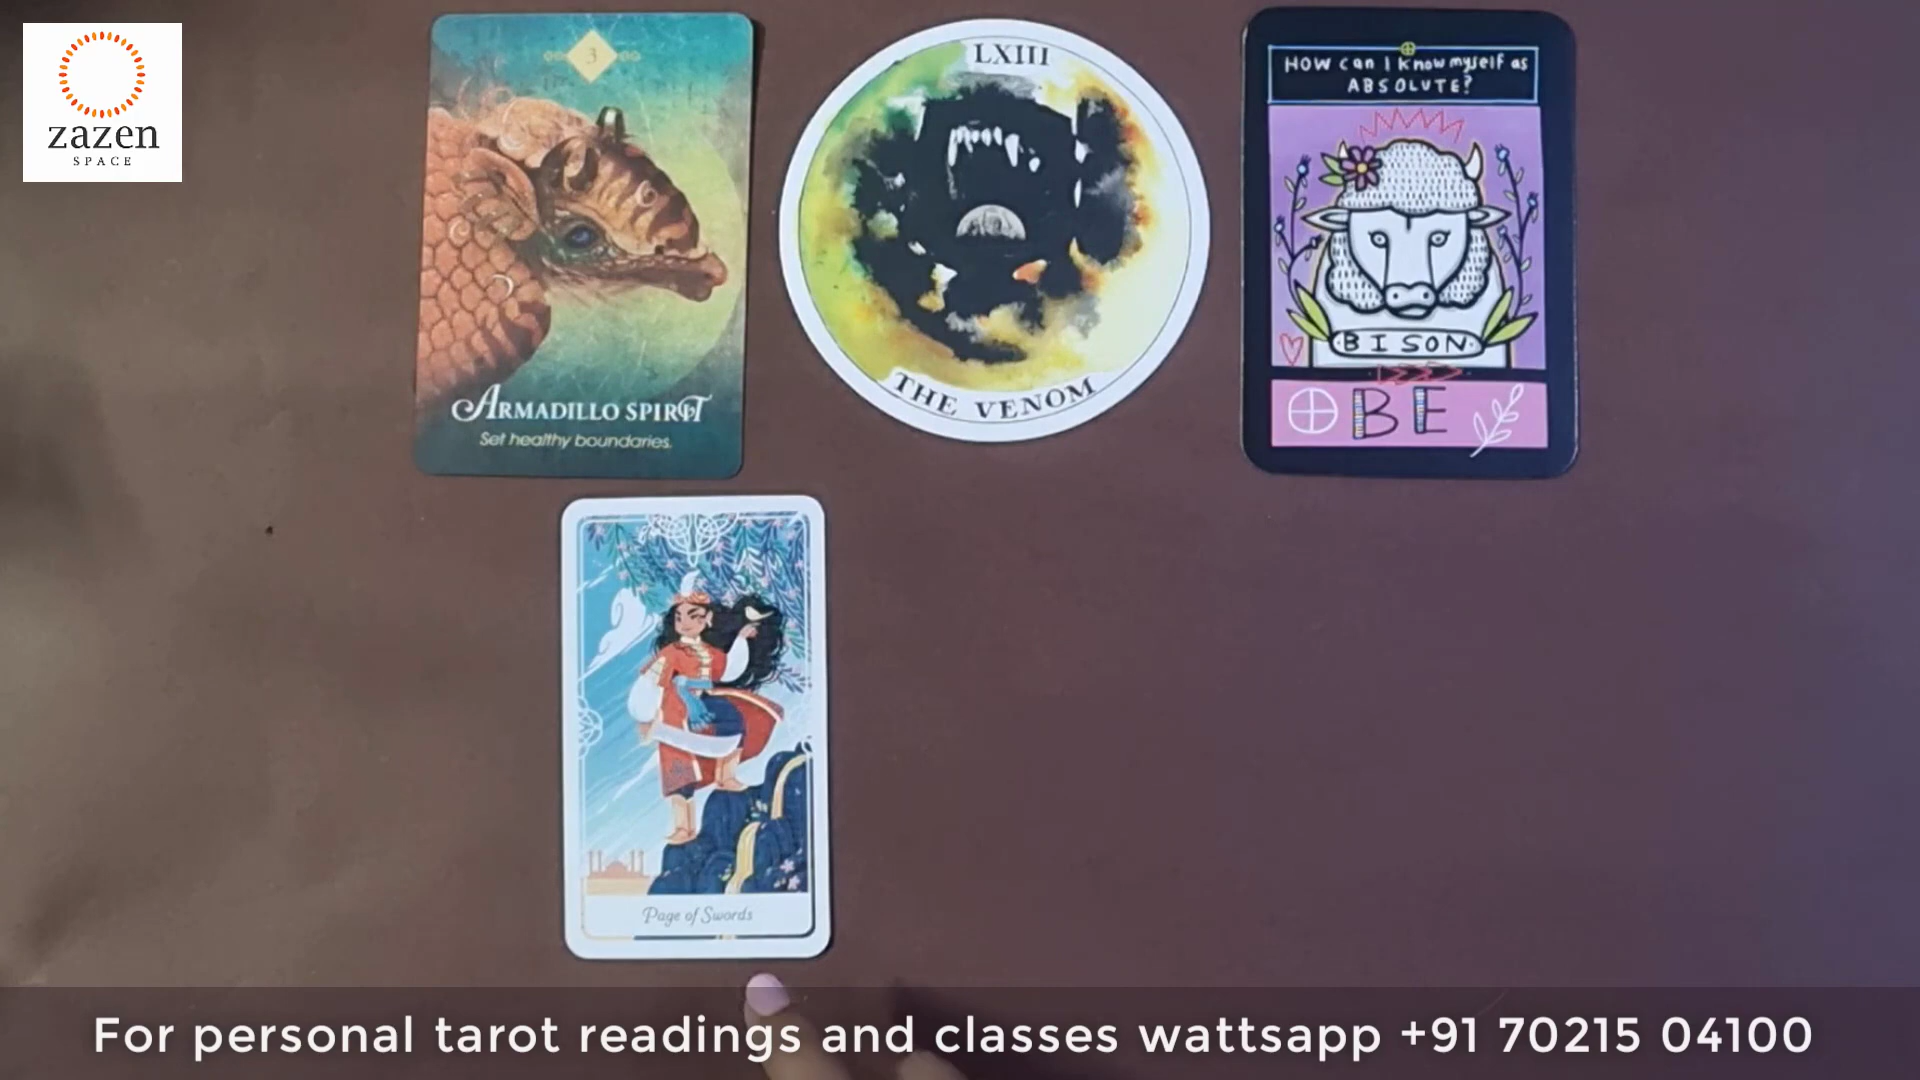 zazen
SPACE
3
ARMADILLO SPIRIT
Set healthy boundaries.
LXIII
THE VENOM
HOW can I know myself as
ABSOLUTE?
BISON
BE
Page of Swords
For personal tarot readings and classes wattsapp +91 70215 04100